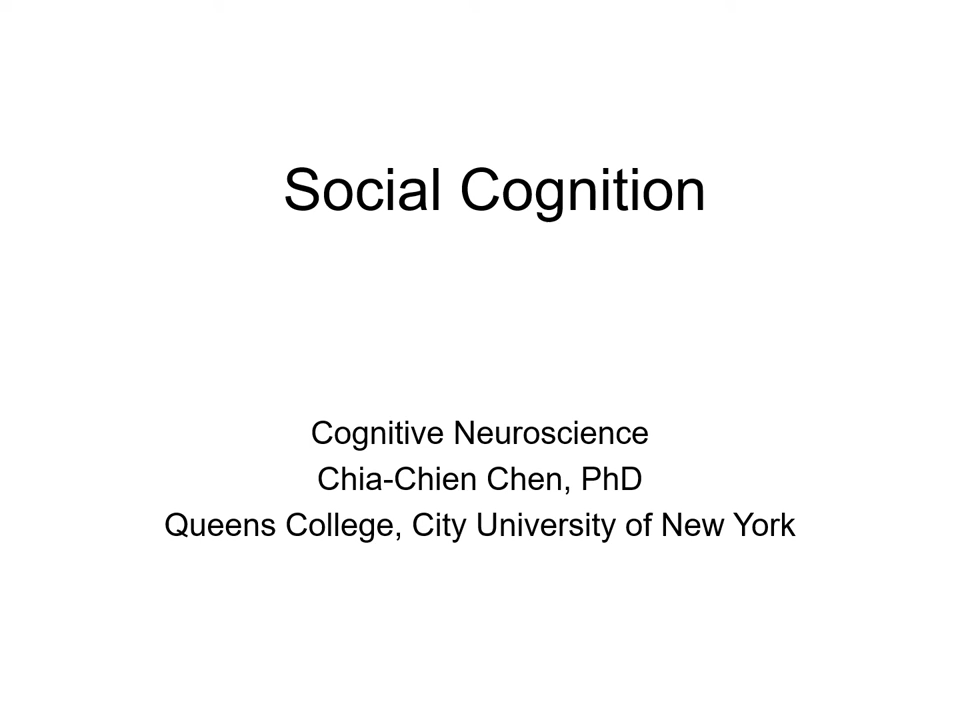 Social Cognition
Cognitive Neuroscience
Chia-Chien Chen, PhD
Queens College, City University of New York